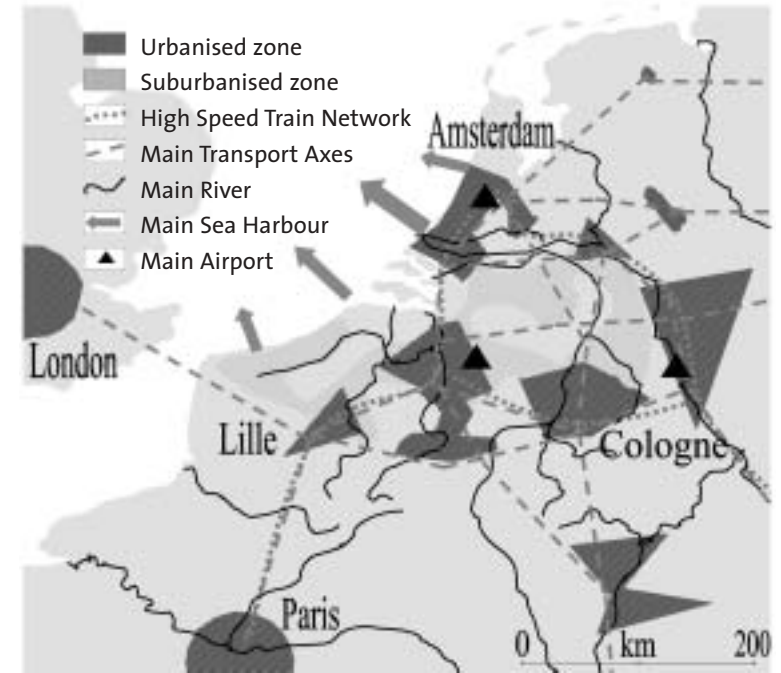 Urbanised zone
Suburbanised zone
High Speed Train Network
Main Transport Axes
Main River
Main Sea Harbour
Main Airport
Amsterdam
London
Lille
Cologne
Paris
0 km 200